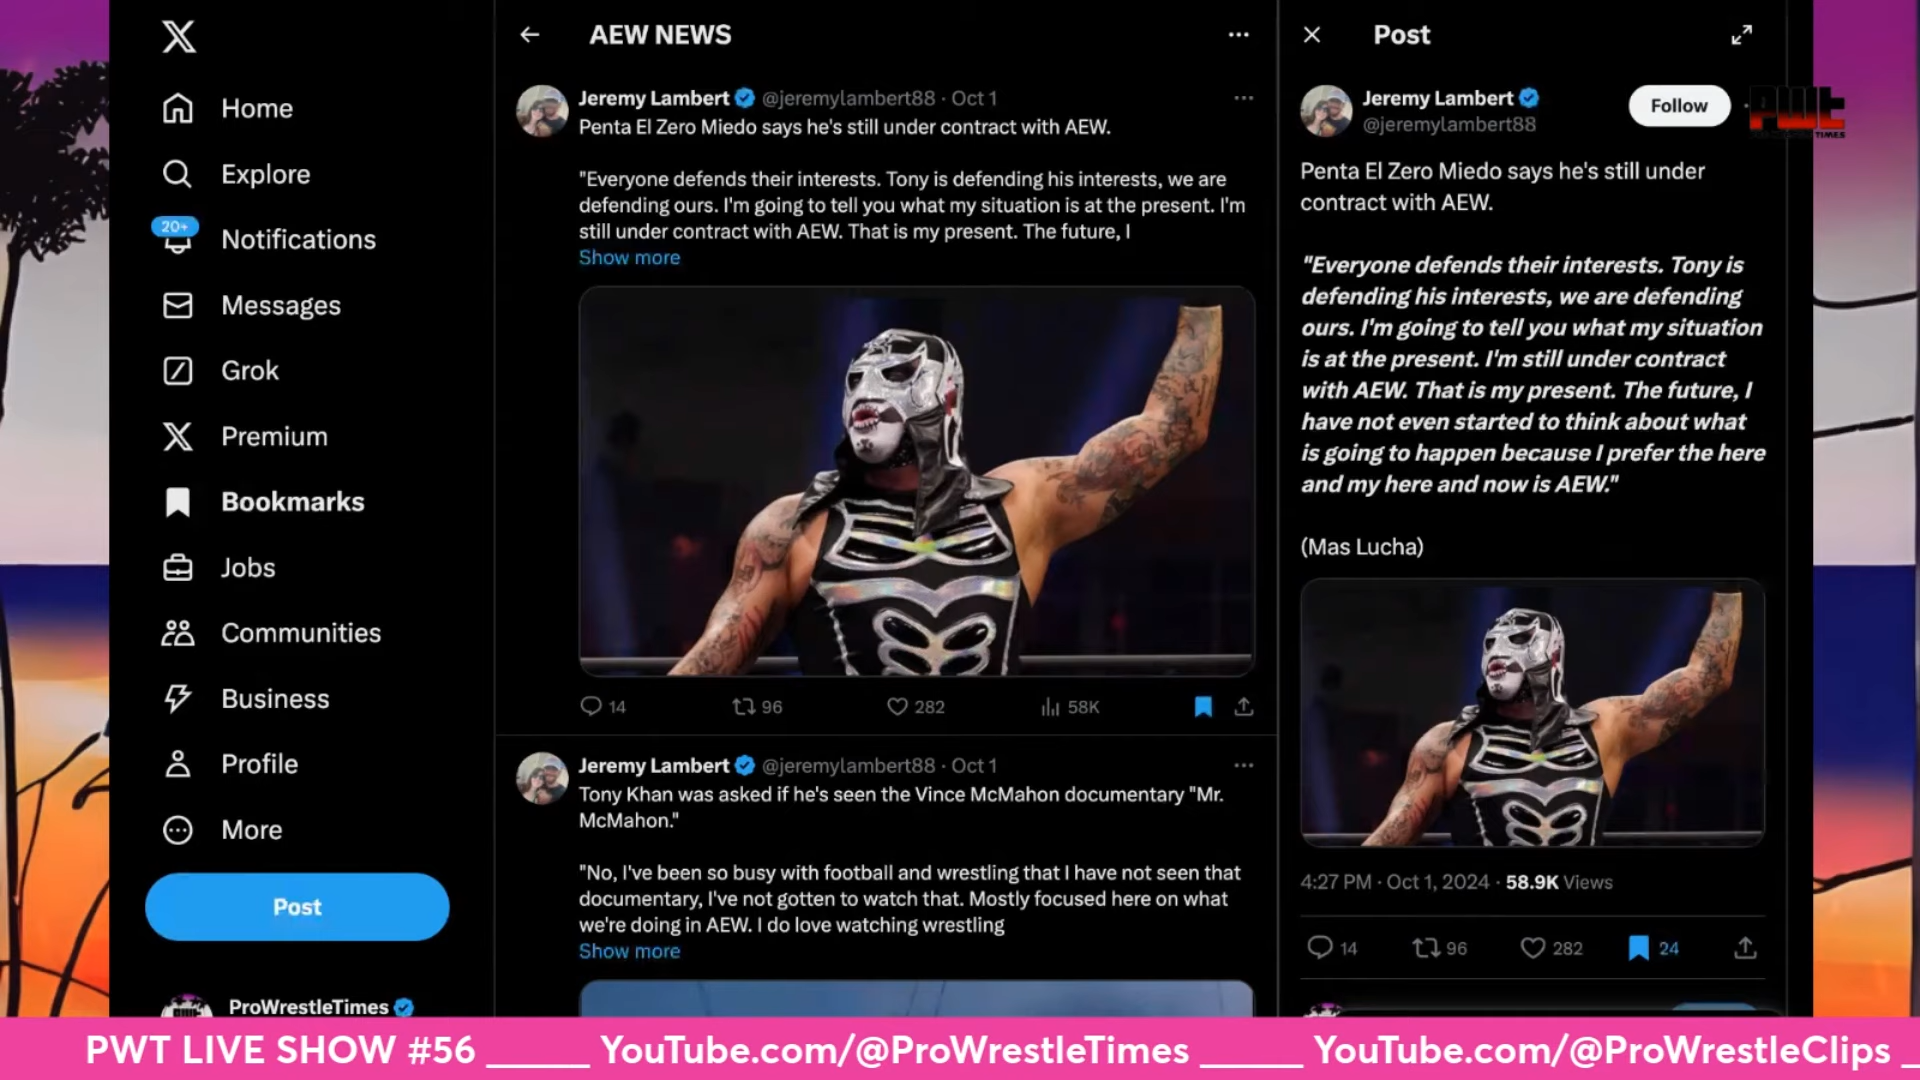 Home
Explore
20+
Notifications
Messages
Grok
Premium
Bookmarks
Jobs
Communities
Business
Profile
More
Post
ProWrestleTimes
AEW NEWS
Jeremy Lambert @jeremylambert88 · Oct 1
Penta El Zero Miedo says he's still under contract with AEW.
"Everyone defends their interests. Tony is defending his interests, we are
defending ours. I'm going to tell you what my situation is at the present. I'm
still under contract with AEW. That is my present. The future, I
Show more
14 96 282 58K
Jeremy Lambert @jeremylambert88 · Oct 1
Tony Khan was asked if he's seen the Vince McMahon documentary "Mr.
McMahon."
"No, I've been so busy with football and wrestling that I have not seen that
documentary, I've not gotten to watch that. Mostly focused here on what
we're doing in AEW. I do love watching wrestling
Show more
Post
Jeremy Lambert
@jeremylambert88
Follow
PWT
TIMES
Penta El Zero Miedo says he's still under
contract with AEW.
"Everyone defends their interests. Tony is
defending his interests, we are defending
ours. I'm going to tell you what my situation
is at the present. I'm still under contract
with AEW. That is my present. The future, I
have not even started to think about what
is going to happen because I prefer the here
and my here and now is AEW."
(Mas Lucha)
4:27 PM · Oct 1, 2024 · 58.9K Views
14 96 282 24
PWT LIVE SHOW #56 _____ YouTube.com/@ProWrestleTimes _____ YouTube.com/@ProWrestleClips _